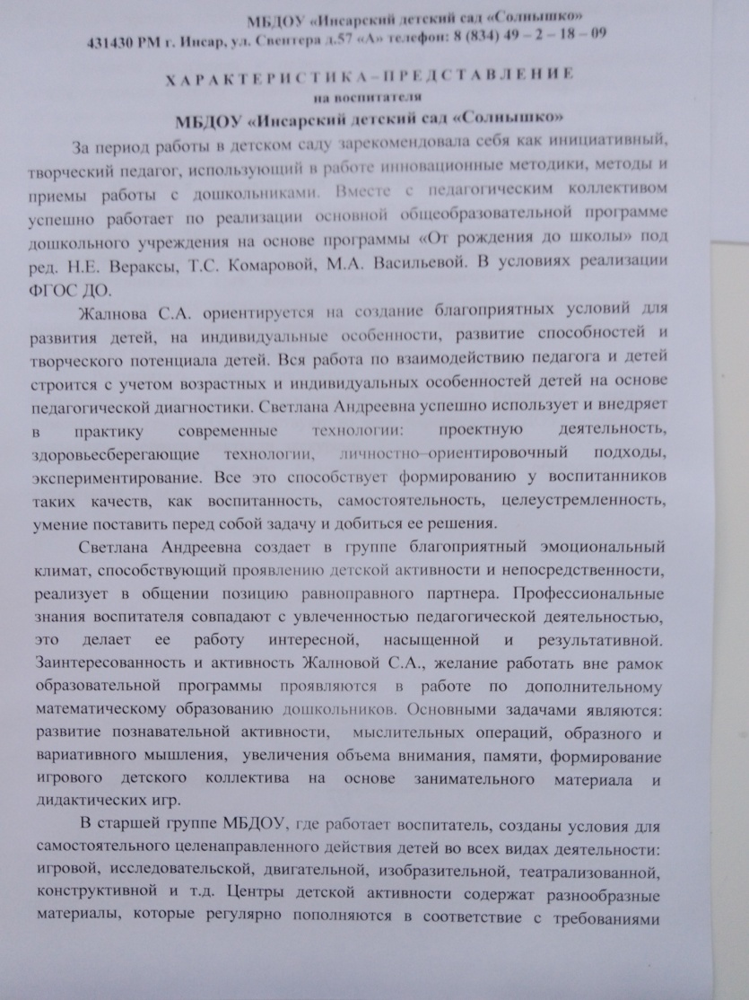 МБДОУ «Инсарский детский сад «Солнышко»
431430 РМ г. Инсар, ул. Свентера д.57 «А» телефон: 8 (834) 49 – 2 – 18 – 09
ХАРАКТЕРИСТИКА–ПРЕДСТАВЛЕНИЕ
на воспитателя
МБДОУ «Инсарский детский сад «Солнышко»
За период работы в детском саду зарекомендовала себя как инициативный,
творческий педагог, использующий в работе инновационные методики, методы и
приемы работы с дошкольниками. Вместе с педагогическим коллективом
успешно работает по реализации основной общеобразовательной программе
дошкольного учреждения на основе программы «От рождения до школы» под
ред. Н.Е. Вераксы, Т.С. Комаровой, М.А. Васильевой. В условиях реализации
ФГОС ДО.
Жалнова С.А. ориентируется на создание благоприятных условий для
развития детей, на индивидуальные особенности, развитие способностей и
творческого потенциала детей. Вся работа по взаимодействию педагога и детей
строится с учетом возрастных и индивидуальных особенностей детей на основе
педагогической диагностики. Светлана Андреевна успешно использует и внедряет
в практику современные технологии: проектную деятельность,
здоровьесберегающие технологии, личностно–ориентировочный подходы,
экспериментирование. Все это способствует формированию у воспитанников
таких качеств, как воспитанность, самостоятельность, целеустремленность,
умение поставить перед собой задачу и добиться ее решения.
Светлана Андреевна создает в группе благоприятный эмоциональный
климат, способствующий проявлению детской активности и непосредственности,
реализует в общении позицию равноправного партнера. Профессиональные
знания воспитателя совпадают с увлеченностью педагогической деятельностью,
это делает ее работу интересной, насыщенной и результативной.
Заинтересованность и активность Жалновой С.А., желание работать вне рамок
образовательной программы проявляются в работе по дополнительному
математическому образованию дошкольников. Основными задачами являются:
развитие познавательной активности, мыслительных операций, образного и
вариативного мышления, увеличения объема внимания, памяти, формирование
игрового детского коллектива на основе занимательного материала и
дидактических игр.
В старшей группе МБДОУ, где работает воспитатель, созданы условия для
самостоятельного целенаправленного действия детей во всех видах деятельности:
игровой, исследовательской, двигательной, изобразительной, театрализованной,
конструктивной и т.д. Центры детской активности содержат разнообразные
материалы, которые регулярно пополняются в соответствие с требованиями